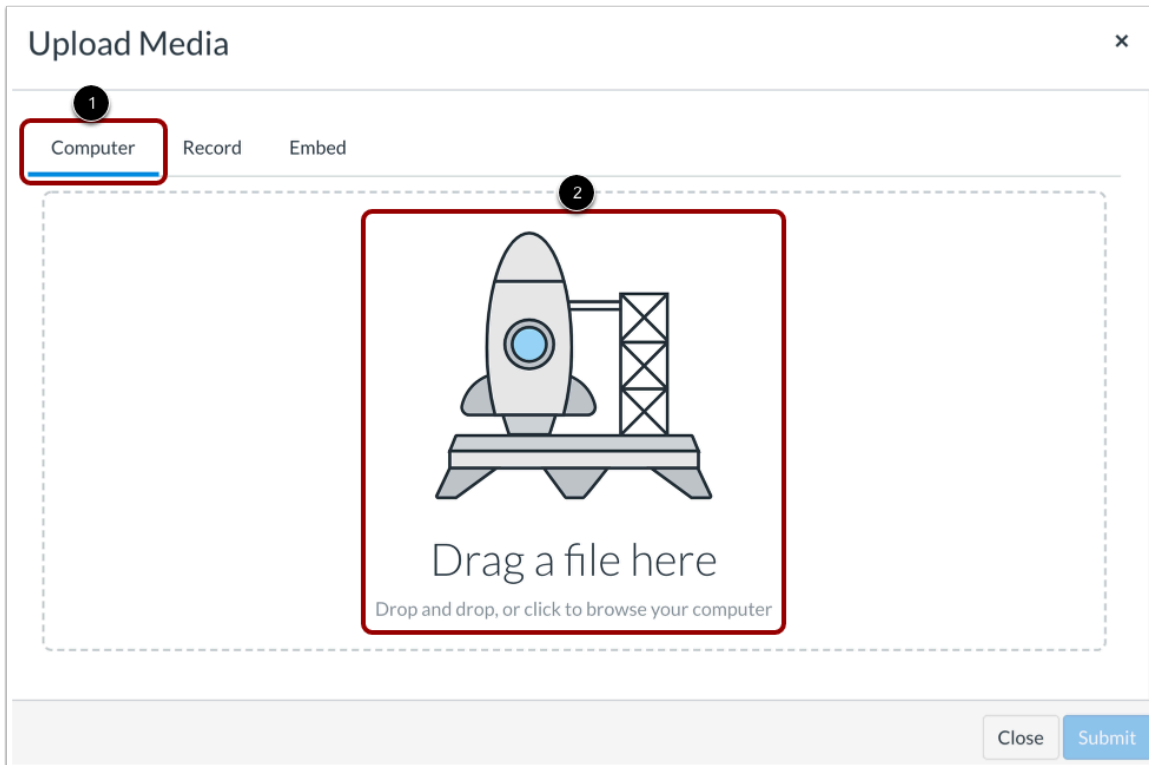 Upload Media ×
1
Computer Record Embed
2
Drag a file here
Drop and drop, or click to browse your computer
Close Submit